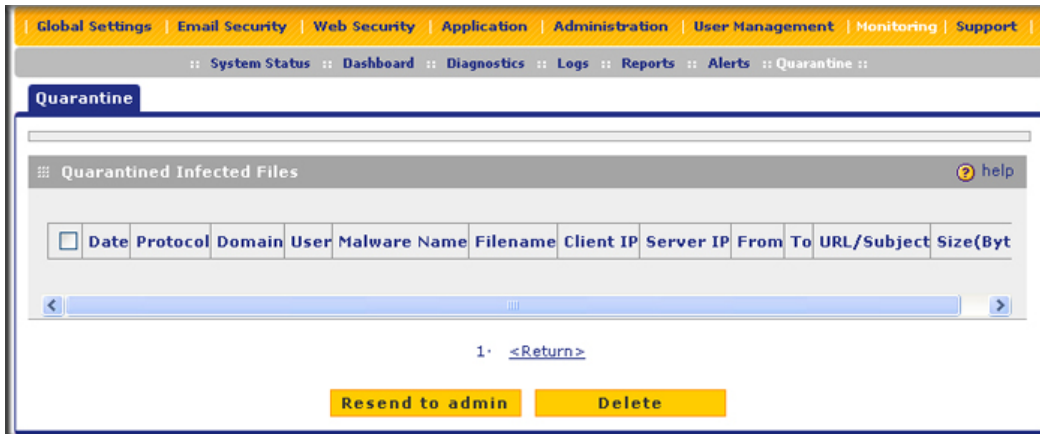 | Global Settings | Email Security | Web Security | Application | Administration | User Management | Monitoring | Support |
:: System Status :: Dashboard :: Diagnostics :: Logs :: Reports :: Alerts :: Quarantine ::
Quarantine
Quarantined Infected Files ? help
Date Protocol Domain User Malware Name Filename Client IP Server IP From To URL/Subject Size(Byt
1· <Return>
Resend to admin Delete